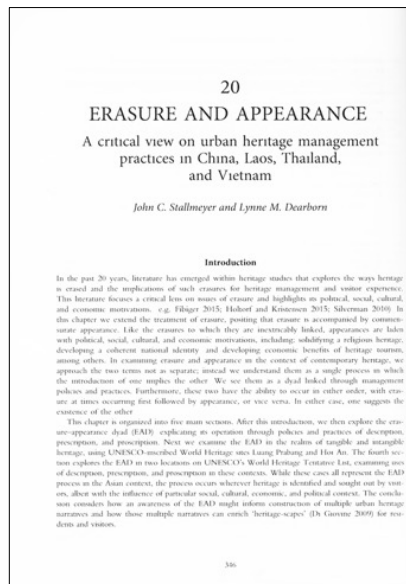 20
ERASURE AND APPEARANCE
A critical view on urban heritage management
practices in China, Laos, Thailand,
and Vietnam
John C. Stallmeyer and Lynne M. Dearborn
Introduction
In the past 20 years, literature has emerged within heritage studies that explores the ways heritage
is erased and the implications of such erasures for heritage management and visitor experience.
This literature focuses a critical lens on issues of erasure and highlights its political, social, cultural,
and economic motivations. e.g. Fibiger 2015; Holtorf and Kristensen 2015; Silverman 2010) In
this chapter we extend the treatment of erasure, positing that erasure is accompanied by commen-
surate appearance. Like the erasures to which they are inextricably linked, appearances are laden
with political, social, cultural, and economic motivations, including: solidifying a religious heritage,
developing a coherent national identity and developing economic benefits of heritage tourism,
among others. In examining erasure and appearance in the context of contemporary heritage, we
approach the two terms not as separate; instead we understand them as a single process in which
the introduction of one implies the other We see them as a dyad linked through management
policies and practices. Furthermore, these two have the ability to occur in either order, with eras-
ure at times occurring first followed by appearance, or vice versa. In either case, one suggests the
existence of the other
This chapter is organized into five main sections. After this introduction, we then explore the eras-
ure–appearance dyad (EAD) explicating its operation through policies and practices of description,
prescription, and proscription. Next we examine the EAD in the realms of tangible and intangible
heritage, using UNESCO-inscribed World Heritage sites Luang Prabang and Hoi An. The fourth sec-
tion explores the EAD in two locations on UNESCO's World Heritage Tentative List, examining uses
of description, prescription, and proscription in these contexts. While these cases all represent the EAD
process in the Asian context, the process occurs wherever heritage is identified and sought out by visit-
ors, albeit with the influence of particular social, cultural, economic, and political context. The conclu-
sion considers how an awareness of the EAD might inform construction of multiple urban heritage
narratives and how those multiple narratives can enrich 'heritage-scapes' (Di Giovine 2009) for resi-
dents and visitors.
346